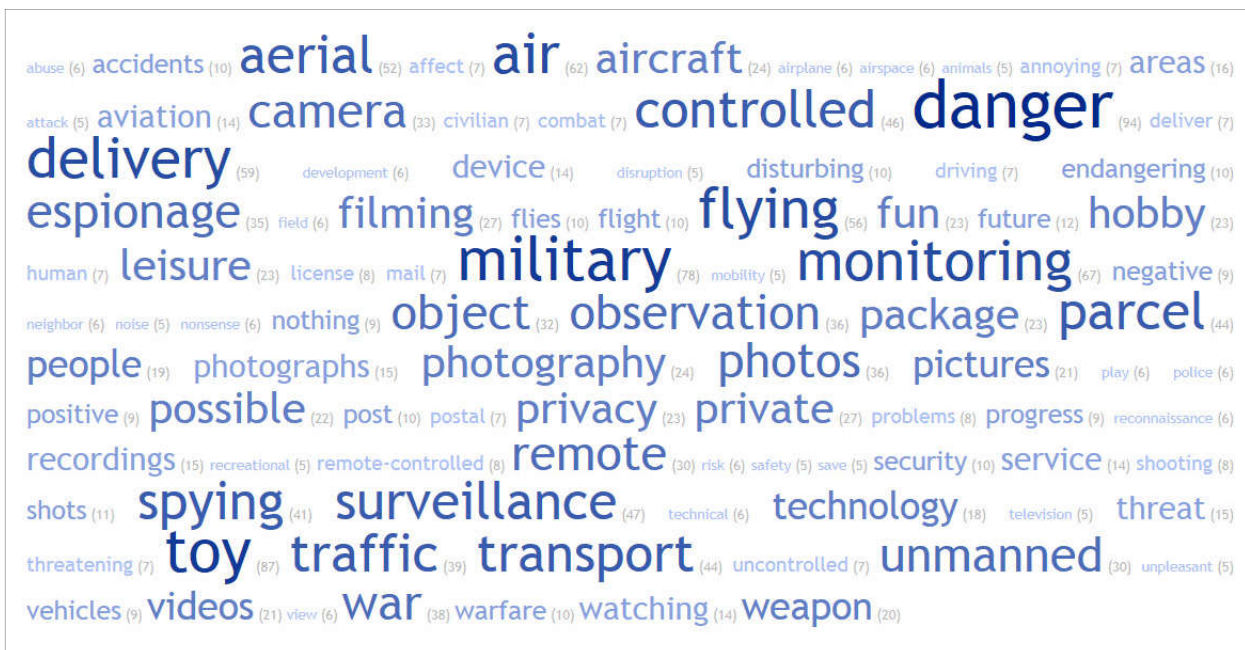 abuse (6) accidents (10) aerial (52) affect (7) air (62) aircraft (24) airplane (6) airspace (6) animals (5) annoying (7) areas (16)
attack (5) aviation (14) camera (33) civilian (7) combat (7) controlled (46) danger (94) deliver (7)
delivery (59) development (6) device (14) disruption (5) disturbing (10) driving (7) endangering (10)
espionage (35) field (6) filming (27) flies (10) flight (10) flying (56) fun (23) future (12) hobby (23)
human (7) leisure (23) license (8) mail (7) military (78) mobility (5) monitoring (67) negative (9)
neighbor (6) noise (5) nonsense (6) nothing (9) object (32) observation (36) package (23) parcel (44)
people (19) photographs (15) photography (24) photos (36) pictures (21) play (6) police (6)
positive (9) possible (22) post (10) postal (7) privacy (23) private (27) problems (8) progress (9) reconnaissance (6)
recordings (15) recreational (5) remote-controlled (8) remote (30) risk (6) safety (5) save (5) security (10) service (14) shooting (8)
shots (11) spying (41) surveillance (47) technical (6) technology (18) television (5) threat (15)
threatening (7) toy (87) traffic (39) transport (44) uncontrolled (7) unmanned (30) unpleasant (5)
vehicles (9) videos (21) view (6) war (38) warfare (10) watching (14) weapon (20)